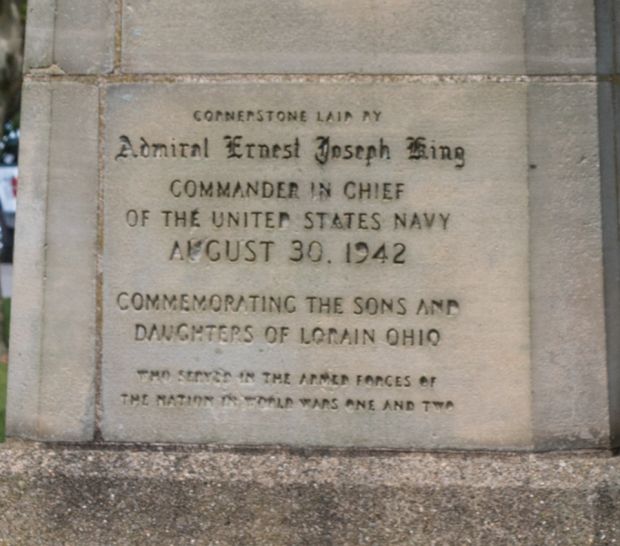 CORNERSTONE LAID BY
Admiral Ernest Joseph King
COMMANDER IN CHIEF
OF THE UNITED STATES NAVY
AUGUST 30, 1942
COMMEMORATING THE SONS AND
DAUGHTERS OF LORAIN OHIO
WHO SERVED IN THE ARMED FORCES OF
THE NATION IN WORLD WARS ONE AND TWO